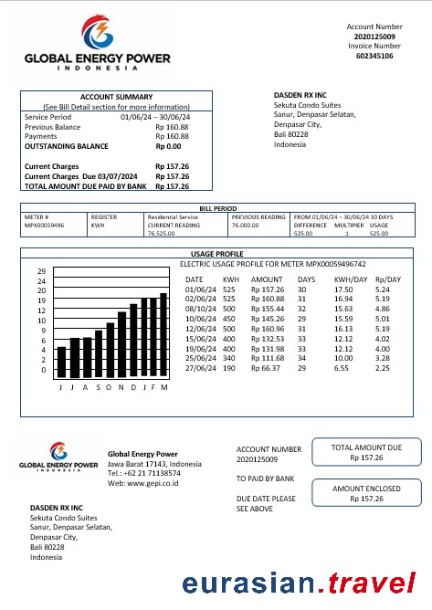 GLOBAL ENERGY POWER
INDONESIA
Account Number
2020125009
Invoice Number
602345106
ACCOUNT SUMMARY
(See Bill Detail section for more information)
Service Period 01/06/24 – 30/06/24
Previous Balance Rp 160.88
Payments Rp 160.88
OUTSTANDING BALANCE Rp 0.00
Current Charges Rp 157.26
Current Charges Due 03/07/2024 Rp 157.26
TOTAL AMOUNT DUE PAID BY BANK Rp 157.26
DASDEN RX INC
Sekuta Condo Suites
Sanur, Denpasar Selatan,
Denpasar City,
Bali 80228
Indonesia
BILL PERIOD
METER # REGISTER Residential Service PREVIOUS READING FROM 01/06/24 – 30/06/24 30 DAYS
MPX00059496 KWH CURRENT READING 76.000.00 DIFFERENCE MULTIPLIER USAGE
76.525.00 525.00 1 525.00
USAGE PROFILE
ELECTRIC USAGE PROFILE FOR METER MPX00059496742
29
24
20
19
12
10
9
6
4
2
0
J J A S O N D J F M
DATE KWH AMOUNT DAYS KWH/DAY Rp/DAY
01/06/24 525 Rp 157.26 30 17.50 5.24
02/06/24 525 Rp 160.88 31 16.94 5.19
08/10/24 500 Rp 155.44 32 15.63 4.86
10/06/24 450 Rp 145.26 29 15.59 5.01
12/06/24 500 Rp 160.96 31 16.13 5.19
15/06/24 400 Rp 132.53 33 12.12 4.02
19/06/24 400 Rp 131.98 33 12.12 4.00
25/06/24 340 Rp 111.68 34 10.00 3.28
27/06/24 190 Rp 66.37 29 6.55 2.25
GLOBAL ENERGY POWER
INDONESIA
Global Energy Power
Jawa Barat 17143, Indonesia
Tel.: +62 21 71138574
Web: www.gepi.co.id
ACCOUNT NUMBER
2020125009
TO PAID BY BANK
DUE DATE PLEASE
SEE ABOVE
TOTAL AMOUNT DUE
Rp 157.26
AMOUNT ENCLOSED
Rp 157.26
DASDEN RX INC
Sekuta Condo Suites
Sanur, Denpasar Selatan,
Denpasar City,
Bali 80228
Indonesia
eurasian.travel